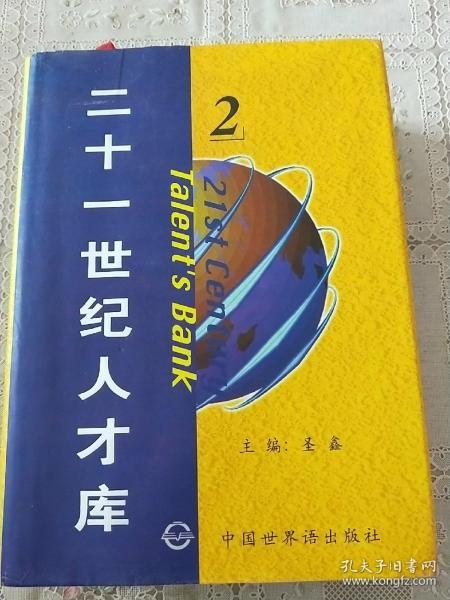 二十一世纪人才库
2
21st Century
Talent's Bank
主编：圣鑫
中国世界语出版社
孔夫子旧书网
www.kongfz.com